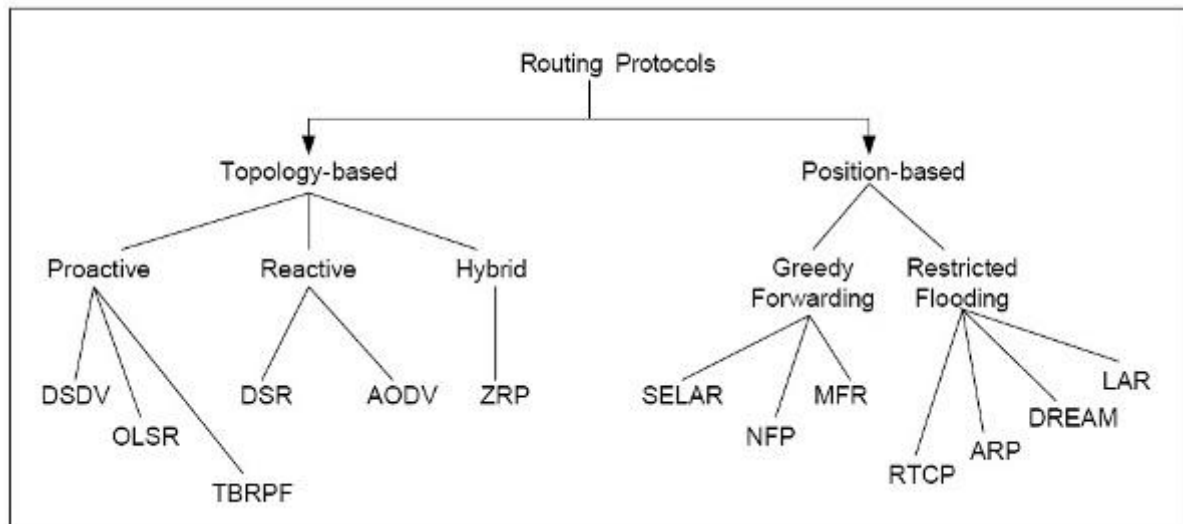 Routing Protocols
Topology-based
Position-based
Proactive
Reactive
Hybrid
Greedy
Forwarding
Restricted
Flooding
DSDV
OLSR
TBRPF
DSR
AODV
ZRP
SELAR
NFP
MFR
RTCP
ARP
DREAM
LAR